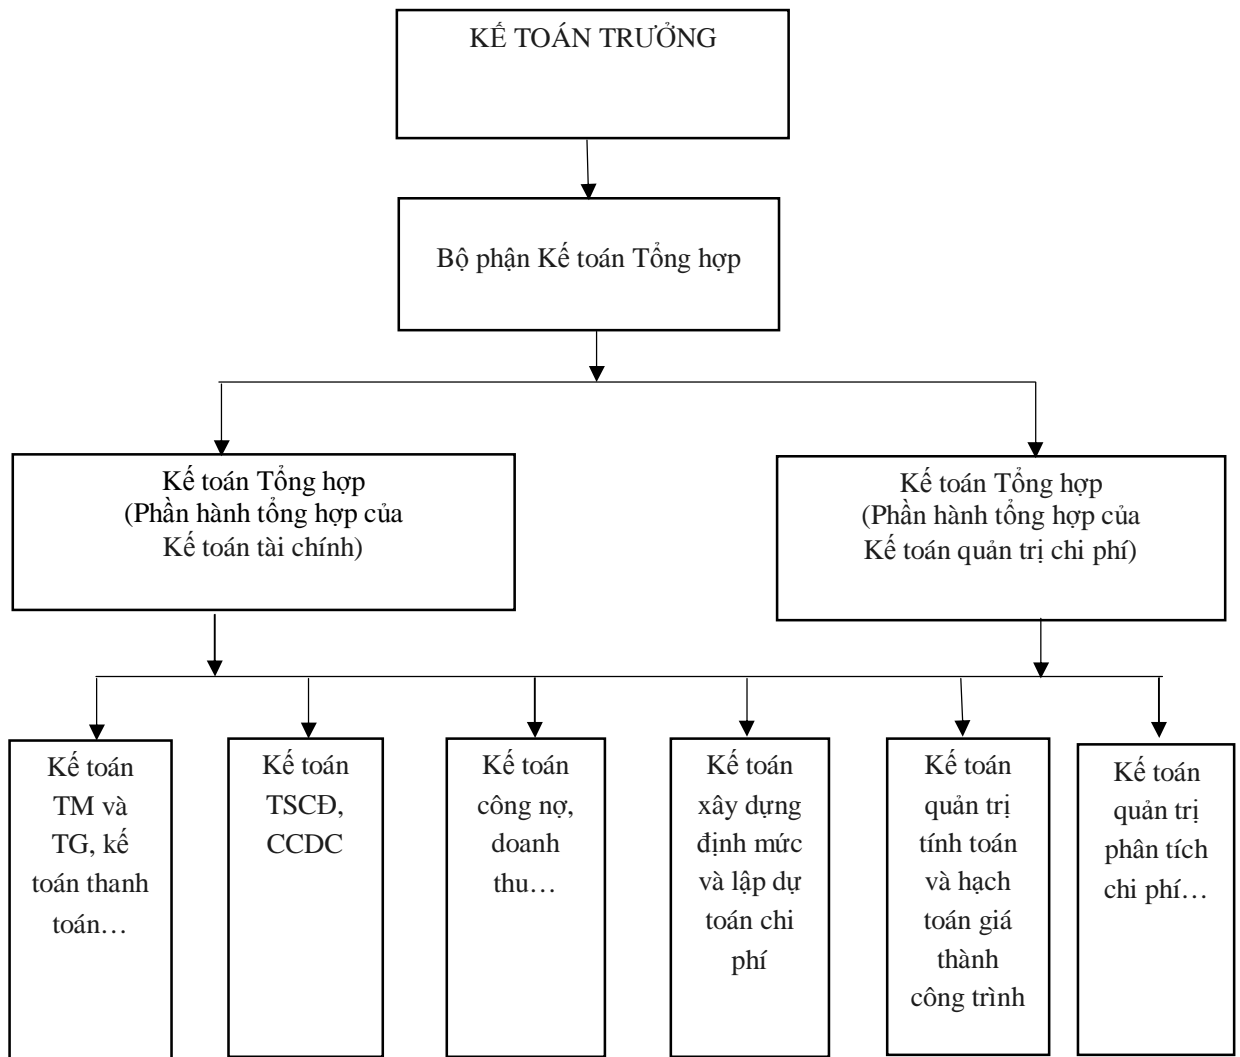 KẾ TOÁN TRƯỞNG
Bộ phận Kế toán Tổng hợp
Kế toán Tổng hợp
(Phần hành tổng hợp của
Kế toán tài chính)
Kế toán Tổng hợp
(Phần hành tổng hợp của
Kế toán quản trị chi phí)
Kế toán
TM và
TG, kế
toán thanh
toán…
Kế toán
TSCĐ,
CCDC
Kế toán
công nợ,
doanh
thu…
Kế toán
xây dựng
định mức
và lập dự
toán chi
phí
Kế toán
quản trị
tính toán
và hạch
toán giá
thành
công trình
Kế toán
quản trị
phân tích
chi phí…